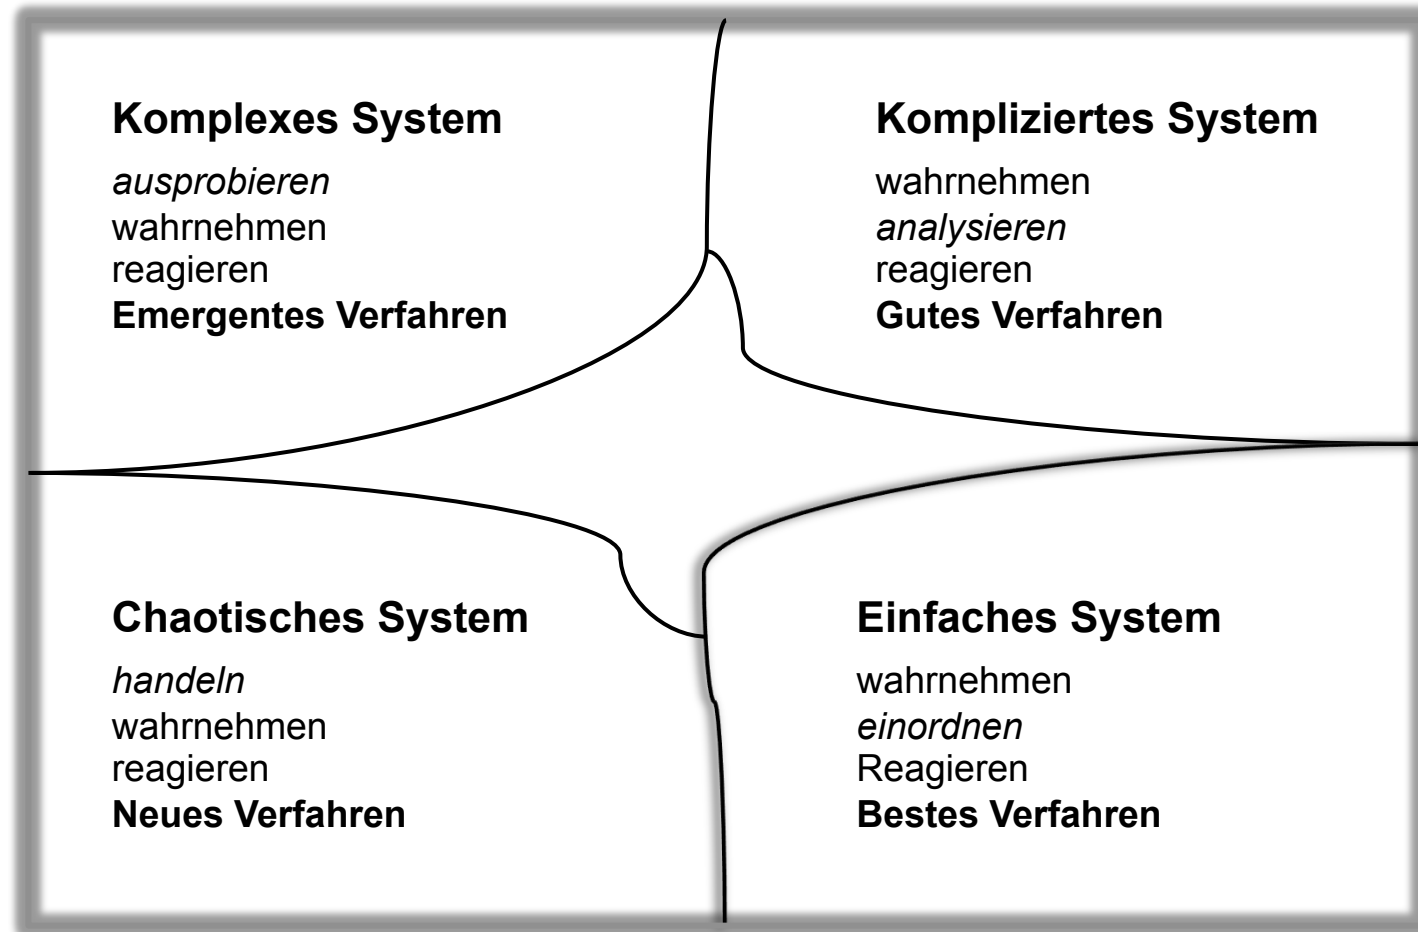 Komplexes System
ausprobieren
wahrnehmen
reagieren
Emergentes Verfahren
Kompliziertes System
wahrnehmen
analysieren
reagieren
Gutes Verfahren
Chaotisches System
handeln
wahrnehmen
reagieren
Neues Verfahren
Einfaches System
wahrnehmen
einordnen
Reagieren
Bestes Verfahren